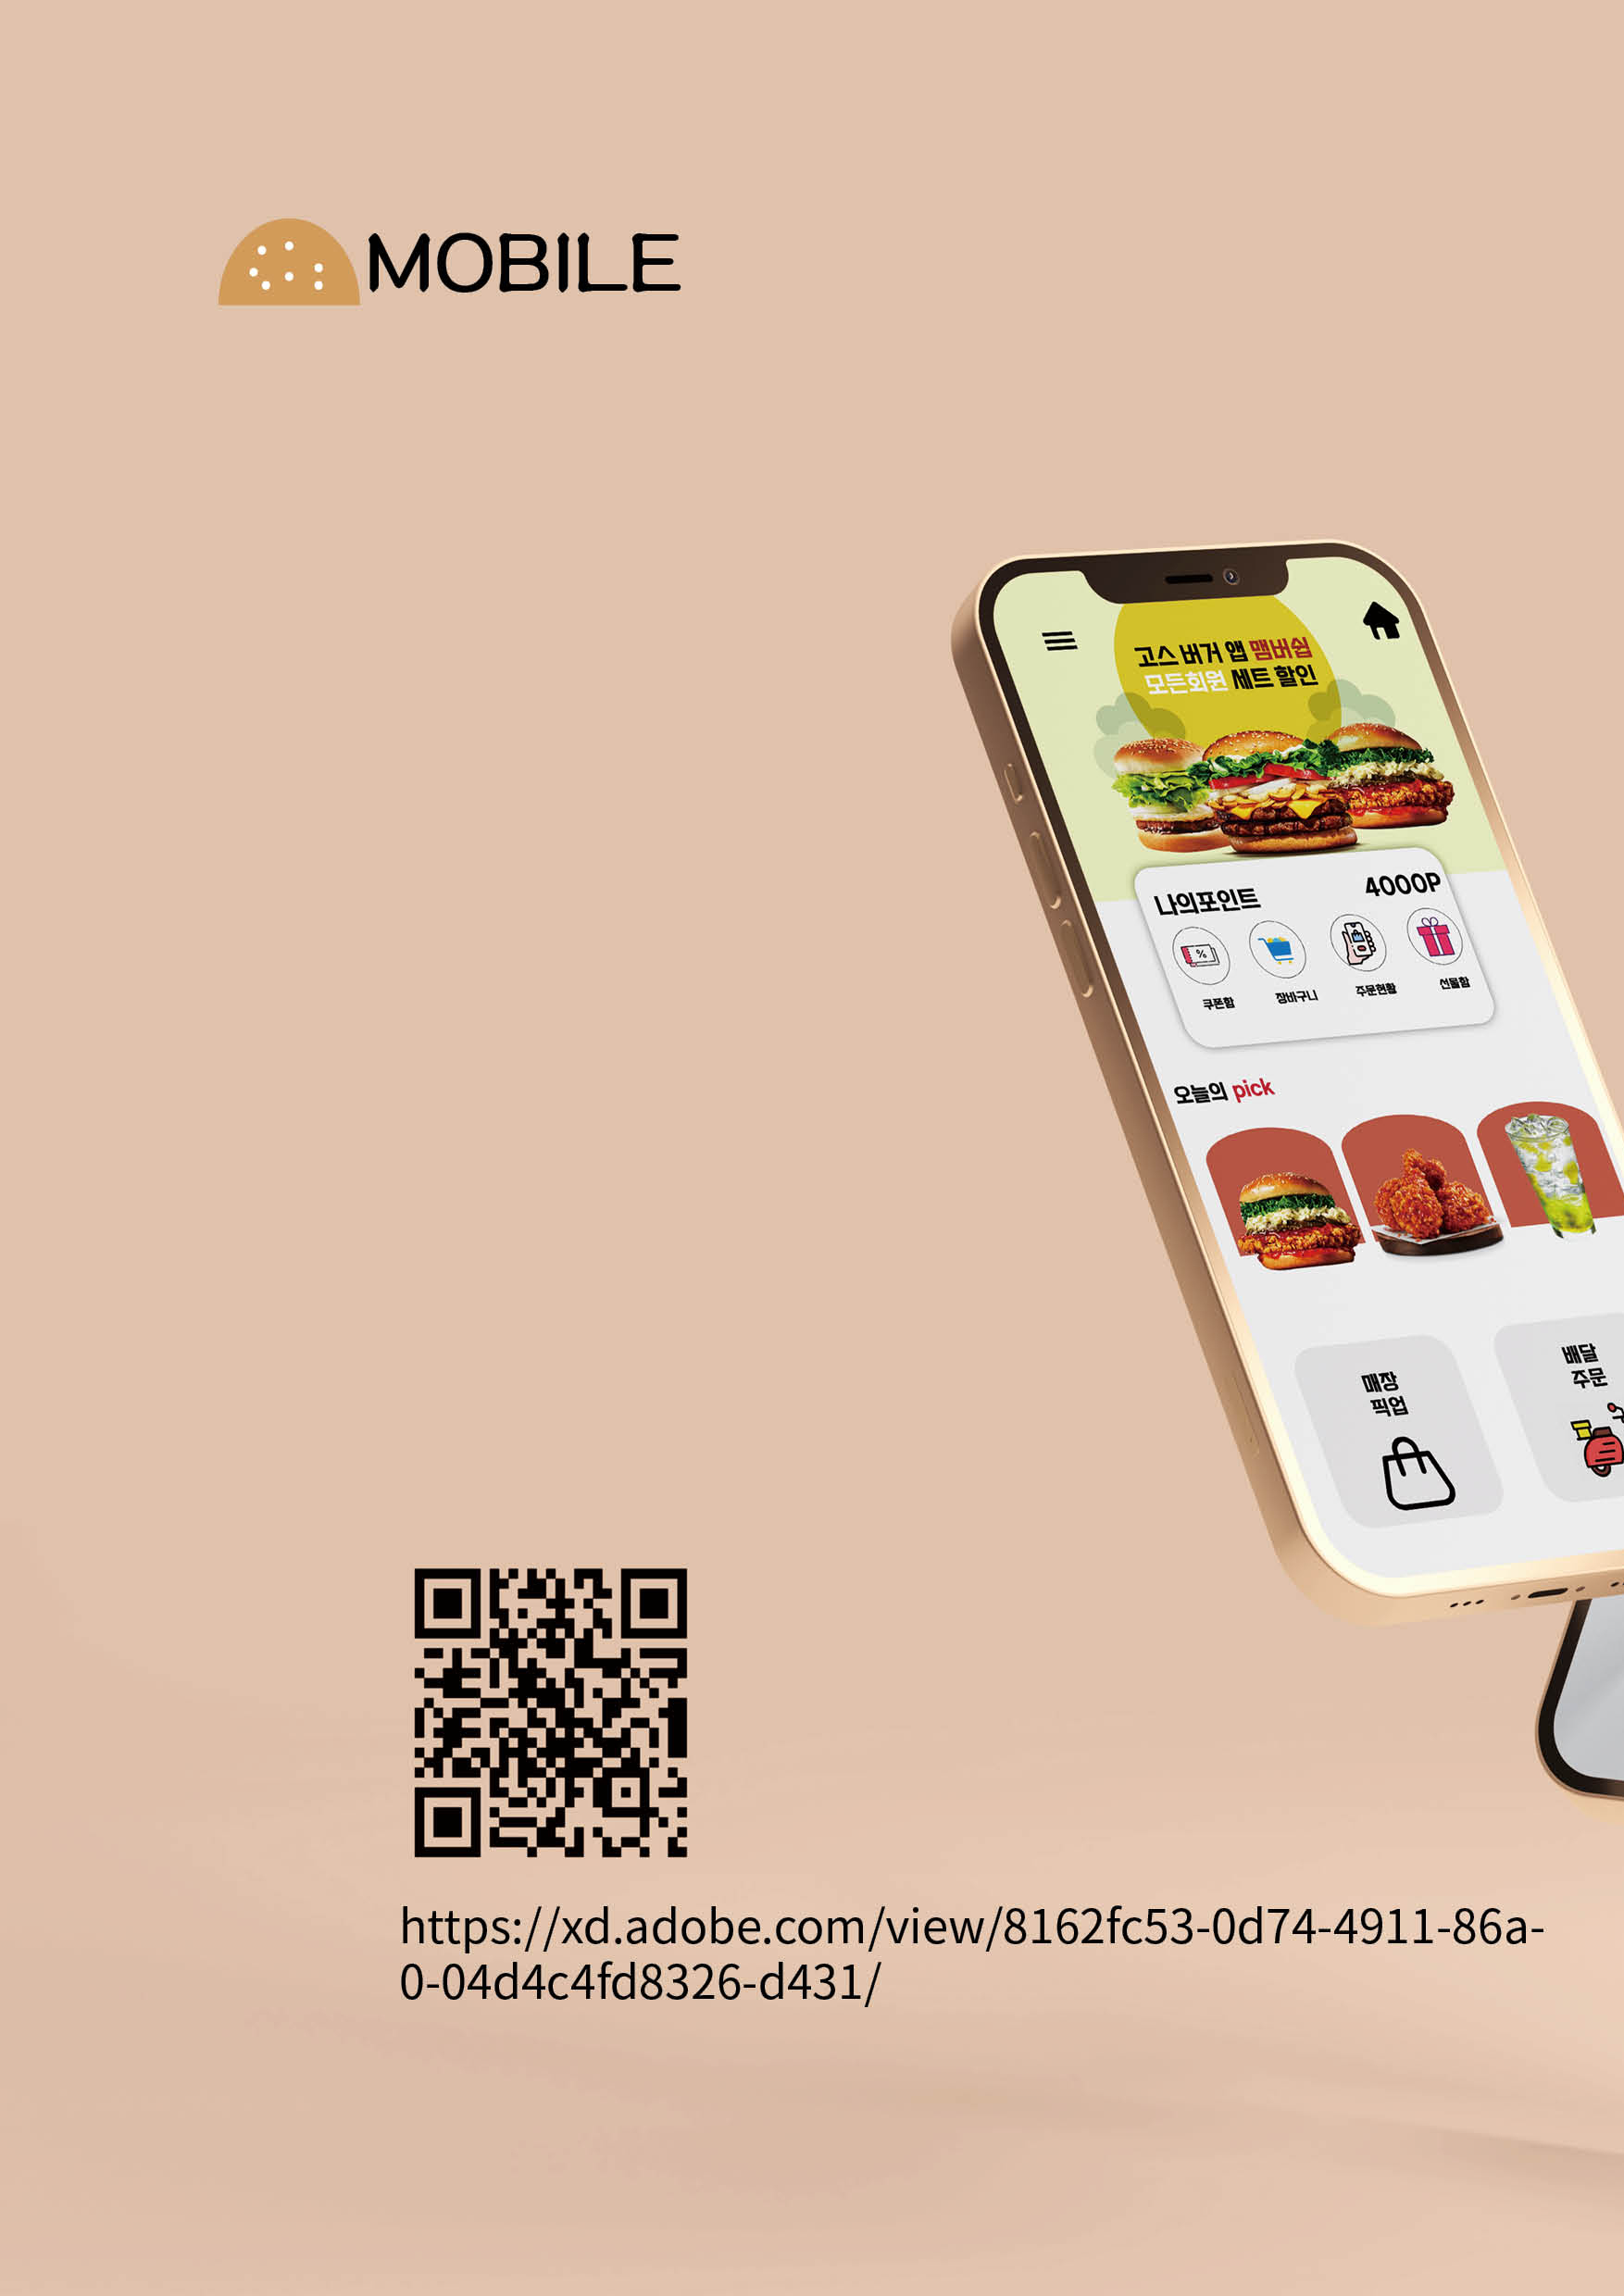 MOBILE
고스 버거 앱 맴버쉽
모든회원 세트 할인
나의포인트 4000P
%
쿠폰함 장바구니 주문현황 선물함
오늘의 pick
매장
픽업
배달
주문
https://xd.adobe.com/view/8162fc53-0d74-4911-86a-
0-04d4c4fd8326-d431/